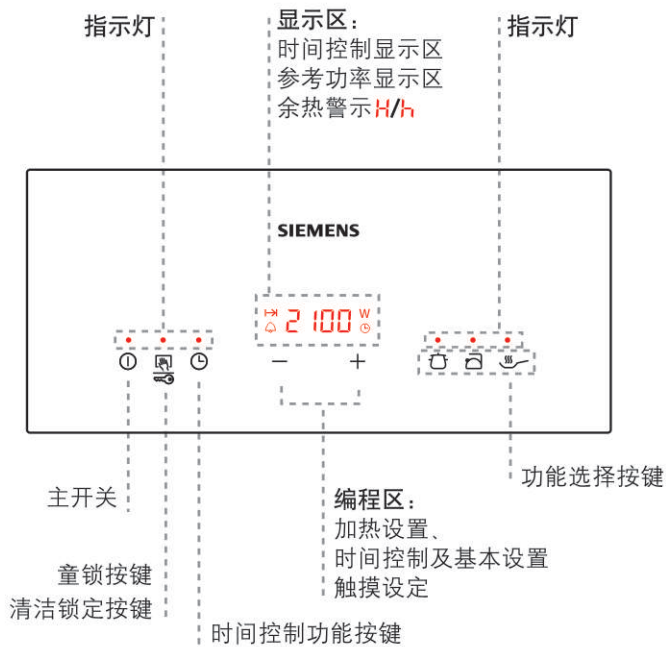 指示灯
显示区：
时间控制显示区
参考功率显示区
余热警示H/h
指示灯
SIEMENS
2100 W
主开关
童锁按键
清洁锁定按键
时间控制功能按键
编程区：
加热设置、
时间控制及基本设置
触摸设定
功能选择按键